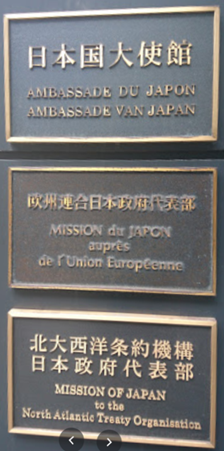 日本国大使館
AMBASSADE DU JAPON
AMBASSADE VAN JAPAN
欧州連合日本政府代表部
MISSION du JAPON
auprès
de l'Union Européenne
北大西洋条約機構
日本政府代表部
MISSION OF JAPAN
to the
North Atlantic Treaty Organisation